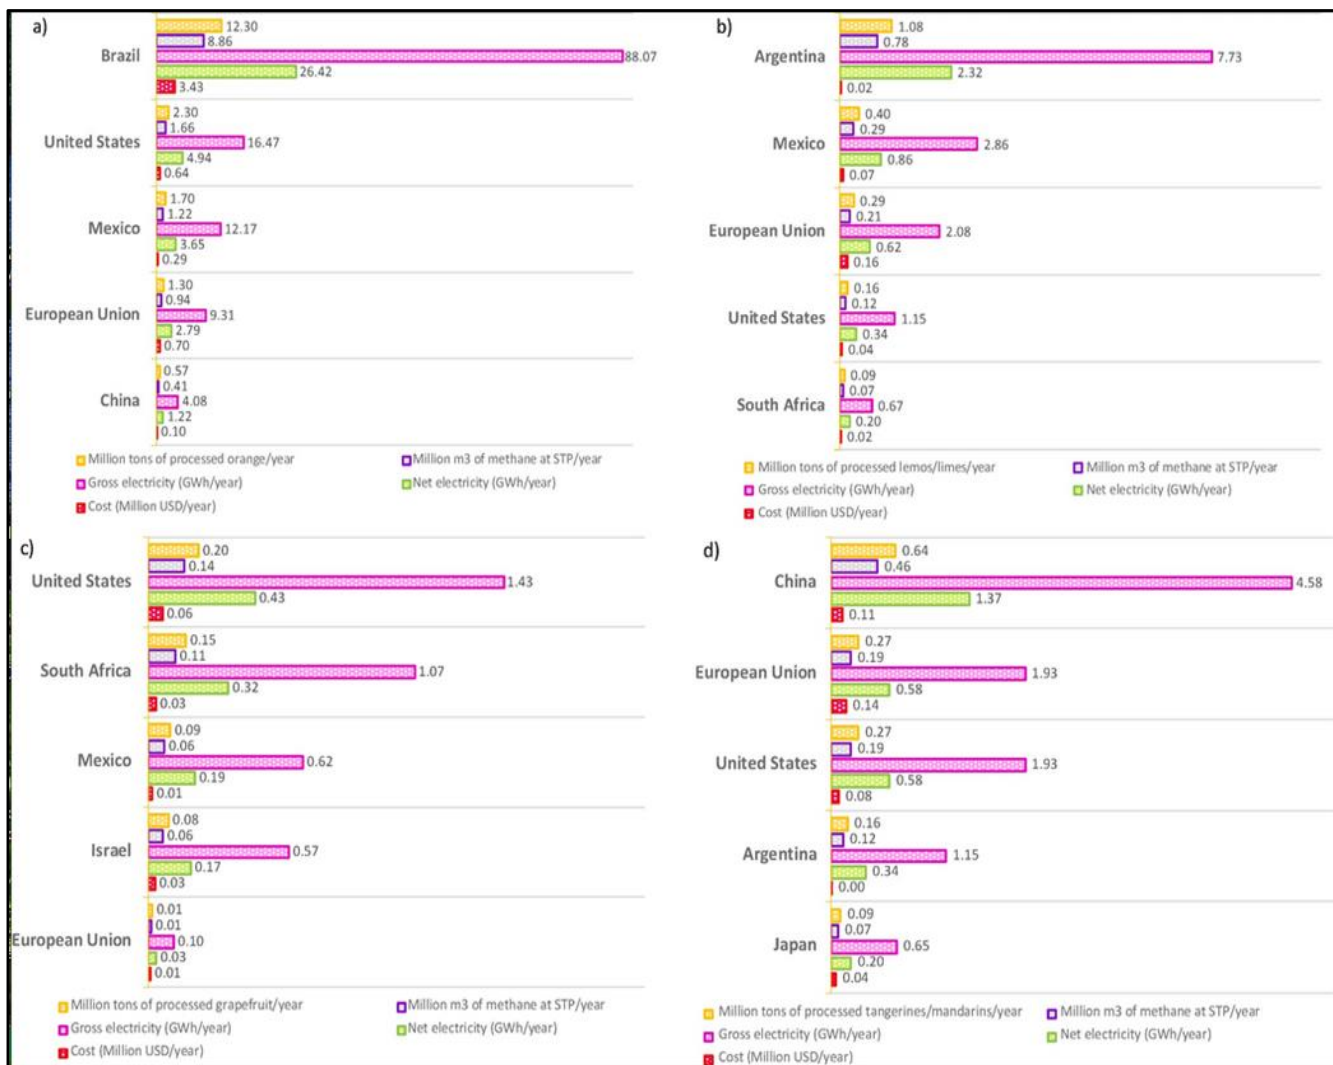 a)
12.30
8.86
Brazil
88.07
26.42
3.43
2.30
1.66
United States
16.47
4.94
0.64
1.70
1.22
Mexico
12.17
3.65
0.29
1.30
0.94
European Union
9.31
2.79
0.70
0.57
0.41
China
4.08
1.22
0.10
Million tons of processed orange/year
Million m3 of methane at STP/year
Gross electricity (GWh/year)
Net electricity (GWh/year)
Cost (Million USD/year)
b)
1.08
0.78
Argentina
7.73
2.32
0.02
0.40
0.29
Mexico
2.86
0.86
0.07
0.29
0.21
European Union
2.08
0.62
0.16
0.16
0.12
United States
1.15
0.34
0.04
0.09
0.07
South Africa
0.67
0.20
0.02
Million tons of processed lemos/limes/year
Million m3 of methane at STP/year
Gross electricity (GWh/year)
Net electricity (GWh/year)
Cost (Million USD/year)
c)
0.20
0.14
United States
1.43
0.43
0.06
0.15
0.11
South Africa
1.07
0.32
0.03
0.09
0.06
Mexico
0.62
0.19
0.01
0.08
0.06
Israel
0.57
0.17
0.03
0.01
0.01
European Union
0.10
0.03
0.01
Million tons of processed grapefruit/year
Million m3 of methane at STP/year
Gross electricity (GWh/year)
Net electricity (GWh/year)
Cost (Million USD/year)
d)
0.64
0.46
China
4.58
1.37
0.11
0.27
0.19
European Union
1.93
0.58
0.14
0.27
0.19
United States
1.93
0.58
0.08
0.16
0.12
Argentina
1.15
0.34
0.00
0.09
0.07
Japan
0.65
0.20
0.04
Million tons of processed tangerines/mandarins/year
Million m3 of methane at STP/year
Gross electricity (GWh/year)
Net electricity (GWh/year)
Cost (Million USD/year)